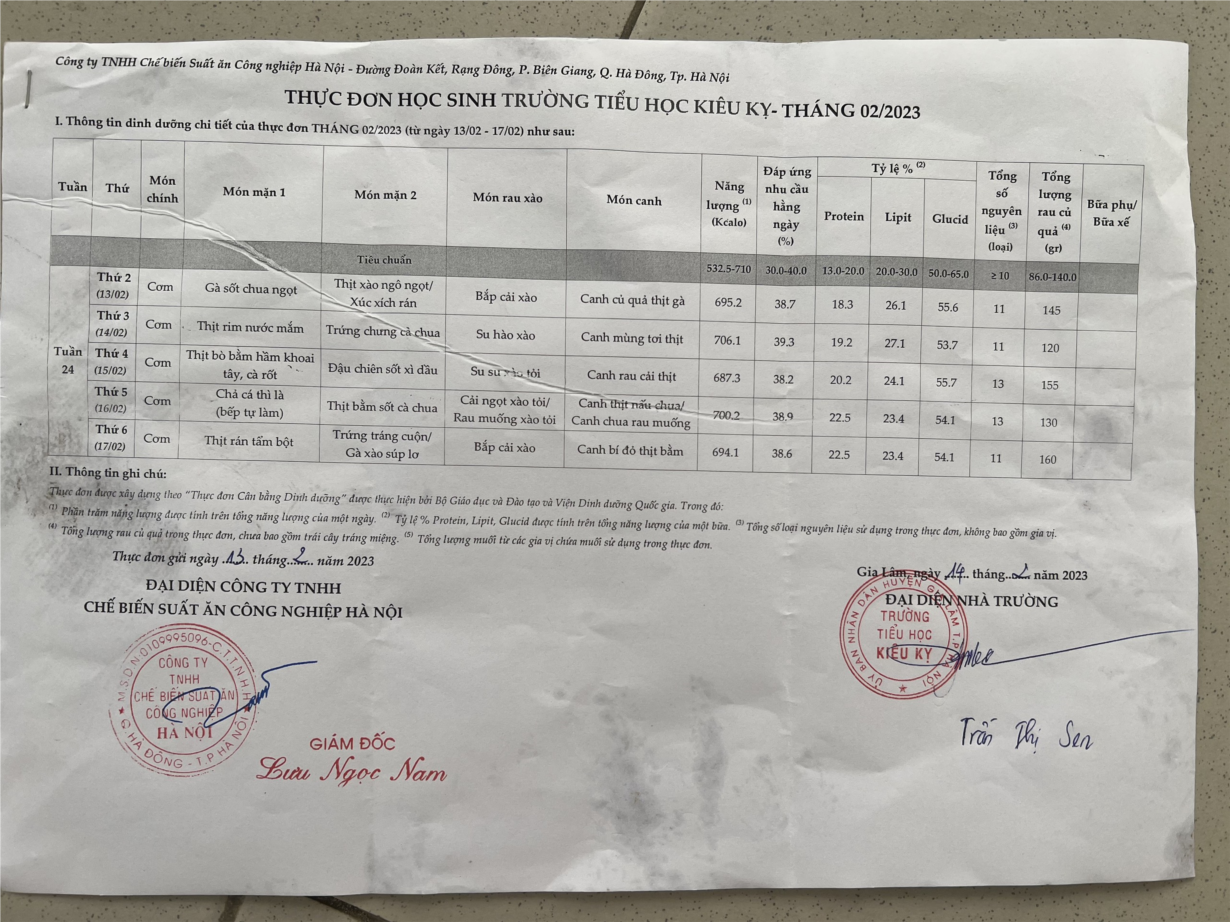 Công ty TNHH Chế biến Suất ăn Công nghiệp Hà Nội - Đường Đoàn Kết, Rạng Đông, P. Biên Giang, Q. Hà Đông, Tp. Hà Nội
THỰC ĐƠN HỌC SINH TRƯỜNG TIỂU HỌC KIÊU KỴ- THÁNG 02/2023
I. Thông tin dinh dưỡng chi tiết của thực đơn THÁNG 02/2023 (từ ngày 13/02 - 17/02) như sau:
Tuần Thứ Món chính Món mặn 1 Món mặn 2 Món rau xào Món canh Năng lượng (1) (Kcalo) Đáp ứng nhu cầu hằng ngày (%) Tỷ lệ % (2) Protein Lipit Glucid Tổng số nguyên liệu (3) (loại) Tổng lượng rau củ quả (4) (gr) Bữa phụ/ Bữa xế
Tiêu chuẩn 532.5-710 30.0-40.0 13.0-20.0 20.0-30.0 50.0-65.0 ≥ 10 86.0-140.0
Tuần 24
Thứ 2 (13/02) Cơm Gà sốt chua ngọt Thịt xào ngô ngọt/ Xúc xích rán Bắp cải xào Canh củ quả thịt gà 695.2 38.7 18.3 26.1 55.6 11 145
Thứ 3 (14/02) Cơm Thịt rim nước mắm Trứng chưng cà chua Su hào xào Canh mùng tơi thịt 706.1 39.3 19.2 27.1 53.7 11 120
Thứ 4 (15/02) Cơm Thịt bò bằm hầm khoai tây, cà rốt Đậu chiên sốt xì dầu Su su xào tỏi Canh rau cải thịt 687.3 38.2 20.2 24.1 55.7 13 155
Thứ 5 (16/02) Cơm Chả cá thì là (bếp tự làm) Thịt bằm sốt cà chua Cải ngọt xào tỏi/ Rau muống xào tỏi Canh thịt nấu chua/ Canh chua rau muống 700.2 38.9 22.5 23.4 54.1 13 130
Thứ 6 (17/02) Cơm Thịt rán tẩm bột Trứng tráng cuộn/ Gà xào súp lơ Bắp cải xào Canh bí đỏ thịt bằm 694.1 38.6 22.5 23.4 54.1 11 160
II. Thông tin ghi chú:
Thực đơn được xây dựng theo "Thực đơn Cân bằng Dinh dưỡng" được thực hiện bởi Bộ Giáo dục và Đào tạo và Viện Dinh dưỡng Quốc gia. Trong đó:
(1) Phần trăm năng lượng được tính trên tổng năng lượng của một ngày. (2) Tỷ lệ % Protein, Lipit, Glucid được tính trên tổng năng lượng của một bữa. (3) Tổng số loại nguyên liệu sử dụng trong thực đơn, không bao gồm gia vị.
(4) Tổng lượng rau củ quả trong thực đơn, chưa bao gồm trái cây tráng miệng. (5) Tổng lượng muối từ các gia vị chứa muối sử dụng trong thực đơn.
Thực đơn gửi ngày 13 tháng 2 năm 2023
ĐẠI DIỆN CÔNG TY TNHH
CHẾ BIẾN SUẤT ĂN CÔNG NGHIỆP HÀ NỘI
M.S.D.N:0109995096-C.T.T.N.H.H
CÔNG TY
TNHH
CHẾ BIẾN SUẤT ĂN
CÔNG NGHIỆP
HÀ NỘI
Q. HÀ ĐÔNG - T.P HÀ NỘI
GIÁM ĐỐC
Lưu Ngọc Nam
Gia Lâm, ngày 14 tháng 2 năm 2023
ĐẠI DIỆN NHÀ TRƯỜNG
ỦY BAN NHÂN DÂN HUYỆN GIA LÂM T.P HÀ NỘI
TRƯỜNG
TIỂU HỌC
KIÊU KỴ
Trần Thị Sen